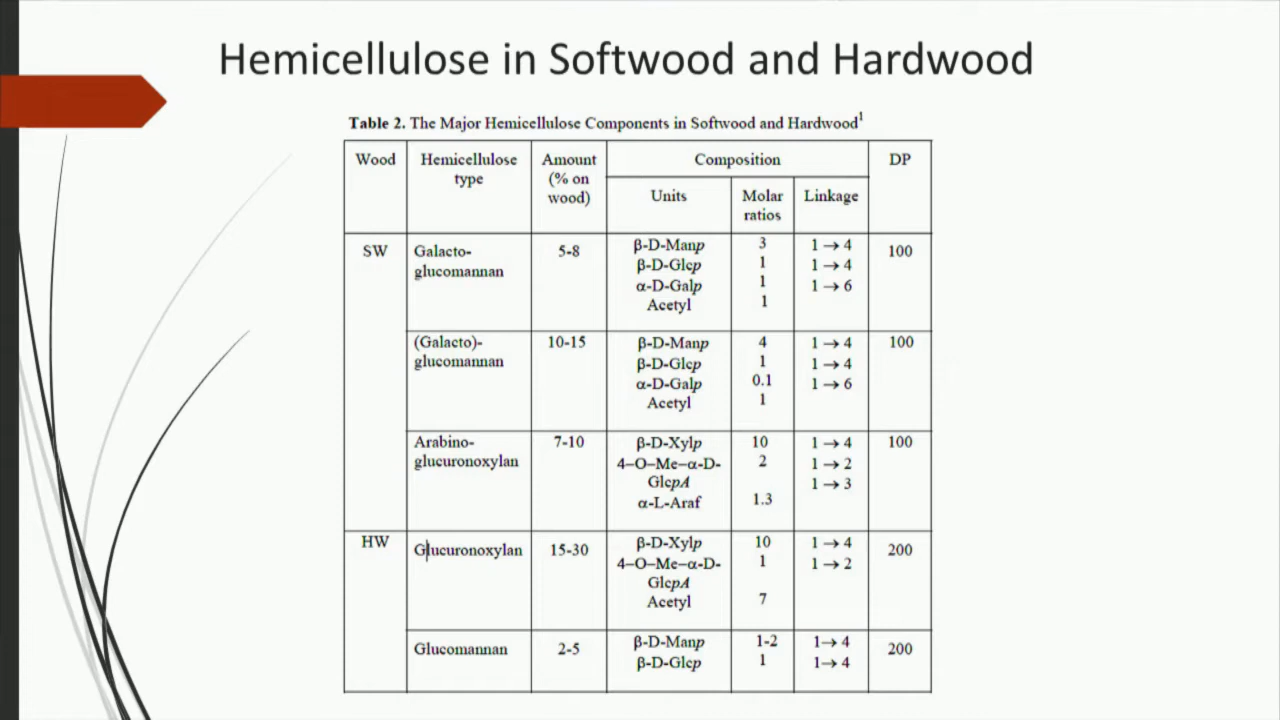 Hemicellulose in Softwood and Hardwood
Table 2. The Major Hemicellulose Components in Softwood and Hardwood1
Wood Hemicellulose type Amount (% on wood) Composition DP
Units Molar ratios Linkage
SW Galacto-glucomannan 5-8 β-D-Manp 3 1→4 100
β-D-Glcp 1 1→4
α-D-Galp 1 1→6
Acetyl 1
(Galacto)-glucomannan 10-15 β-D-Manp 4 1→4 100
β-D-Glcp 1 1→4
α-D-Galp 0.1 1→6
Acetyl 1
Arabino-glucuronoxylan 7-10 β-D-Xylp 10 1→4 100
4–O–Me–α-D- 2 1→2
GlcpA 1→3
α-L-Araf 1.3
HW Glucuronoxylan 15-30 β-D-Xylp 10 1→4 200
4–O–Me–α-D- 1 1→2
GlcpA
Acetyl 7
Glucomannan 2-5 β-D-Manp 1-2 1→4 200
β-D-Glcp 1 1→4